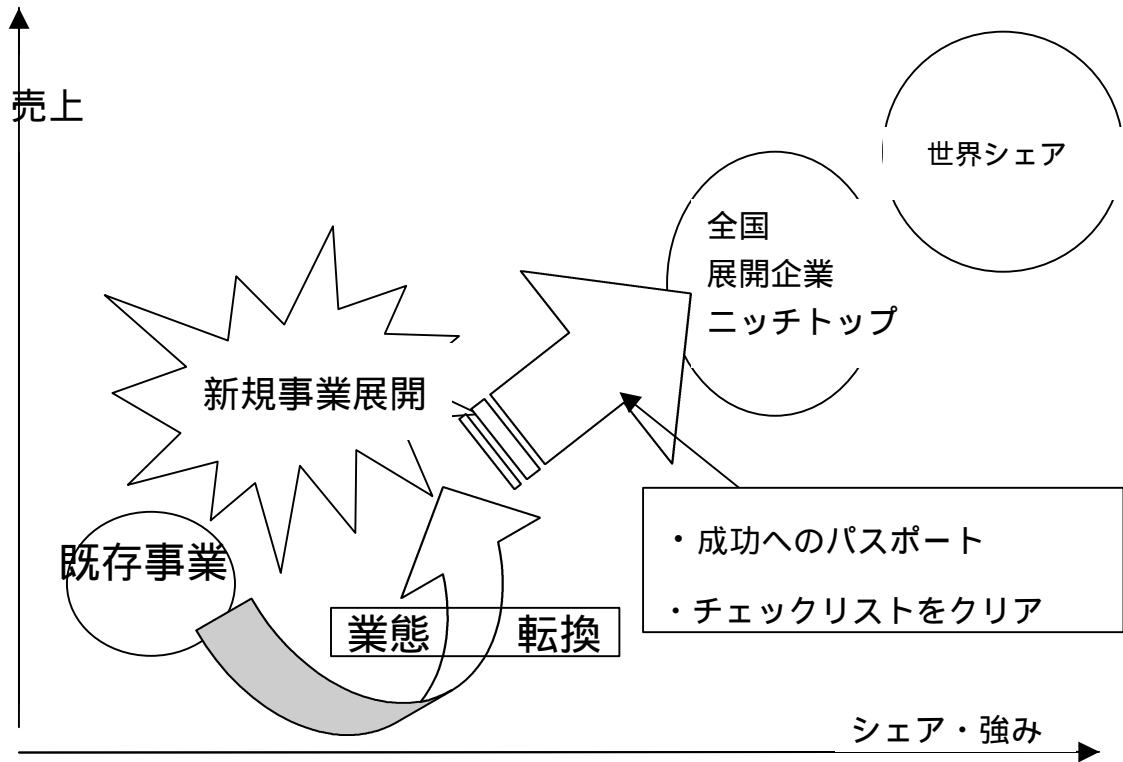 売上
世界シェア
全国
展開企業
ニッチトップ
新規事業展開
・成功へのパスポート
・チェックリストをクリア
既存事業
業態　転換
シェア・強み